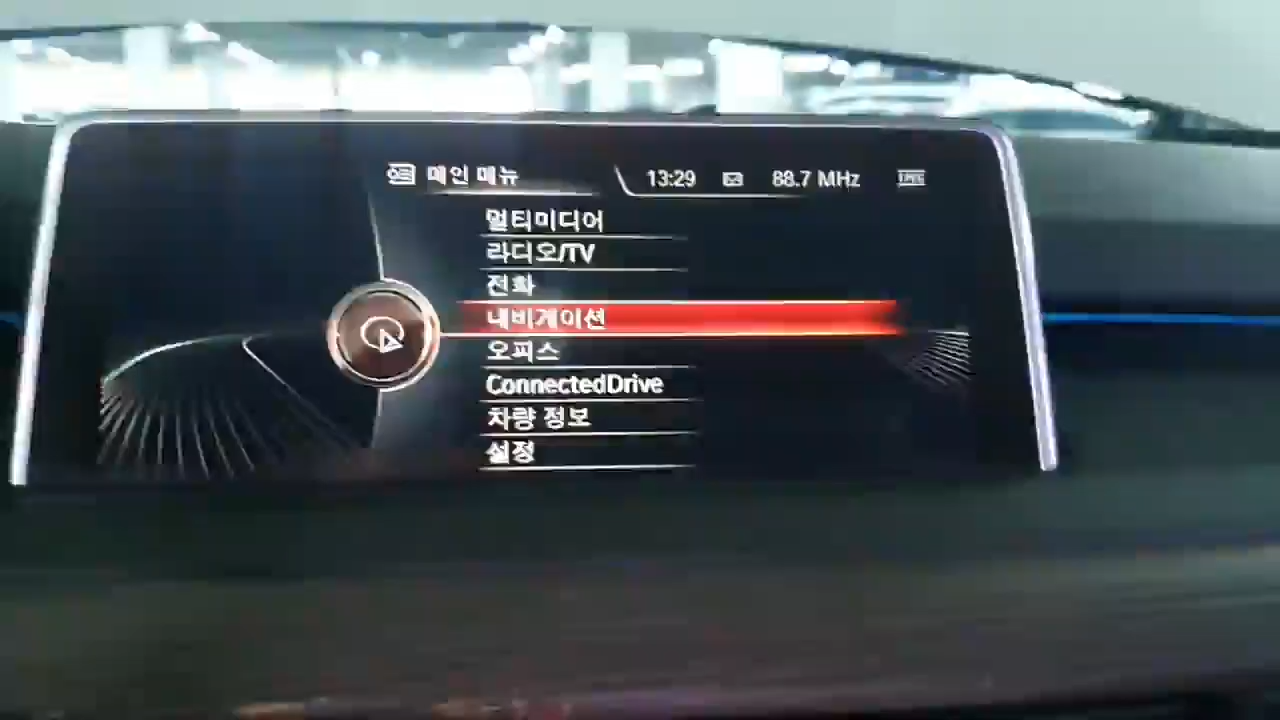 메인 메뉴 13:29 88.7 MHz TPEG
멀티미디어
라디오/TV
전화
내비게이션
오피스
ConnectedDrive
차량 정보
설정